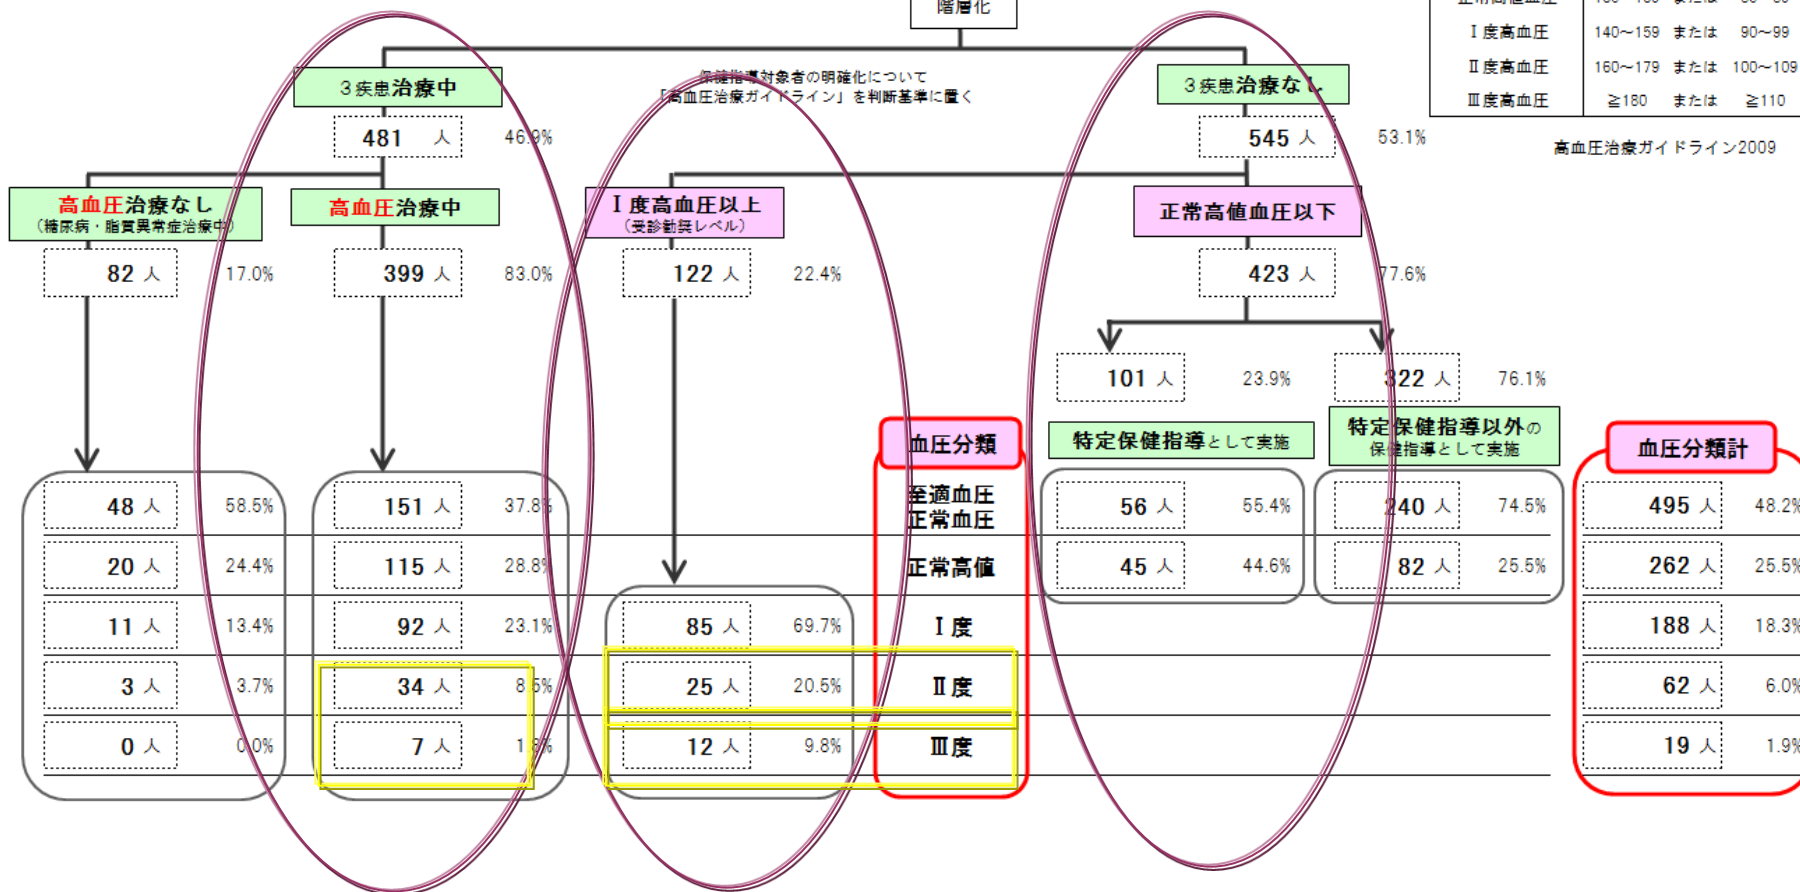 階層化
Ⅰ度高血圧 140～159 または 90～99
Ⅱ度高血圧 160～179 または 100～109
Ⅲ度高血圧 ≧180 または ≧110
高血圧治療ガイドライン2009
保健指導対象者の明確化について
「高血圧治療ガイドライン」を判断基準に置く
3疾患治療中
481 人 46.9%
3疾患治療なし
545 人 53.1%
高血圧治療なし
（糖尿病・脂質異常症治療中）
82 人 17.0%
高血圧治療中
399 人 83.0%
Ⅰ度高血圧以上
（受診勧奨レベル）
122 人 22.4%
正常高値血圧以下
423 人 77.6%
101 人 23.9%
322 人 76.1%
特定保健指導として実施
特定保健指導以外の
保健指導として実施
血圧分類
血圧分類計
48 人 58.5% 151 人 37.8% 至適血圧
正常血圧 56 人 55.4% 240 人 74.5% 495 人 48.2%
20 人 24.4% 115 人 28.8% 正常高値 45 人 44.6% 82 人 25.5% 262 人 25.5%
11 人 13.4% 92 人 23.1% 85 人 69.7% Ⅰ度 188 人 18.3%
3 人 3.7% 34 人 8.5% 25 人 20.5% Ⅱ度 62 人 6.0%
0 人 0.0% 7 人 1.8% 12 人 9.8% Ⅲ度 19 人 1.9%